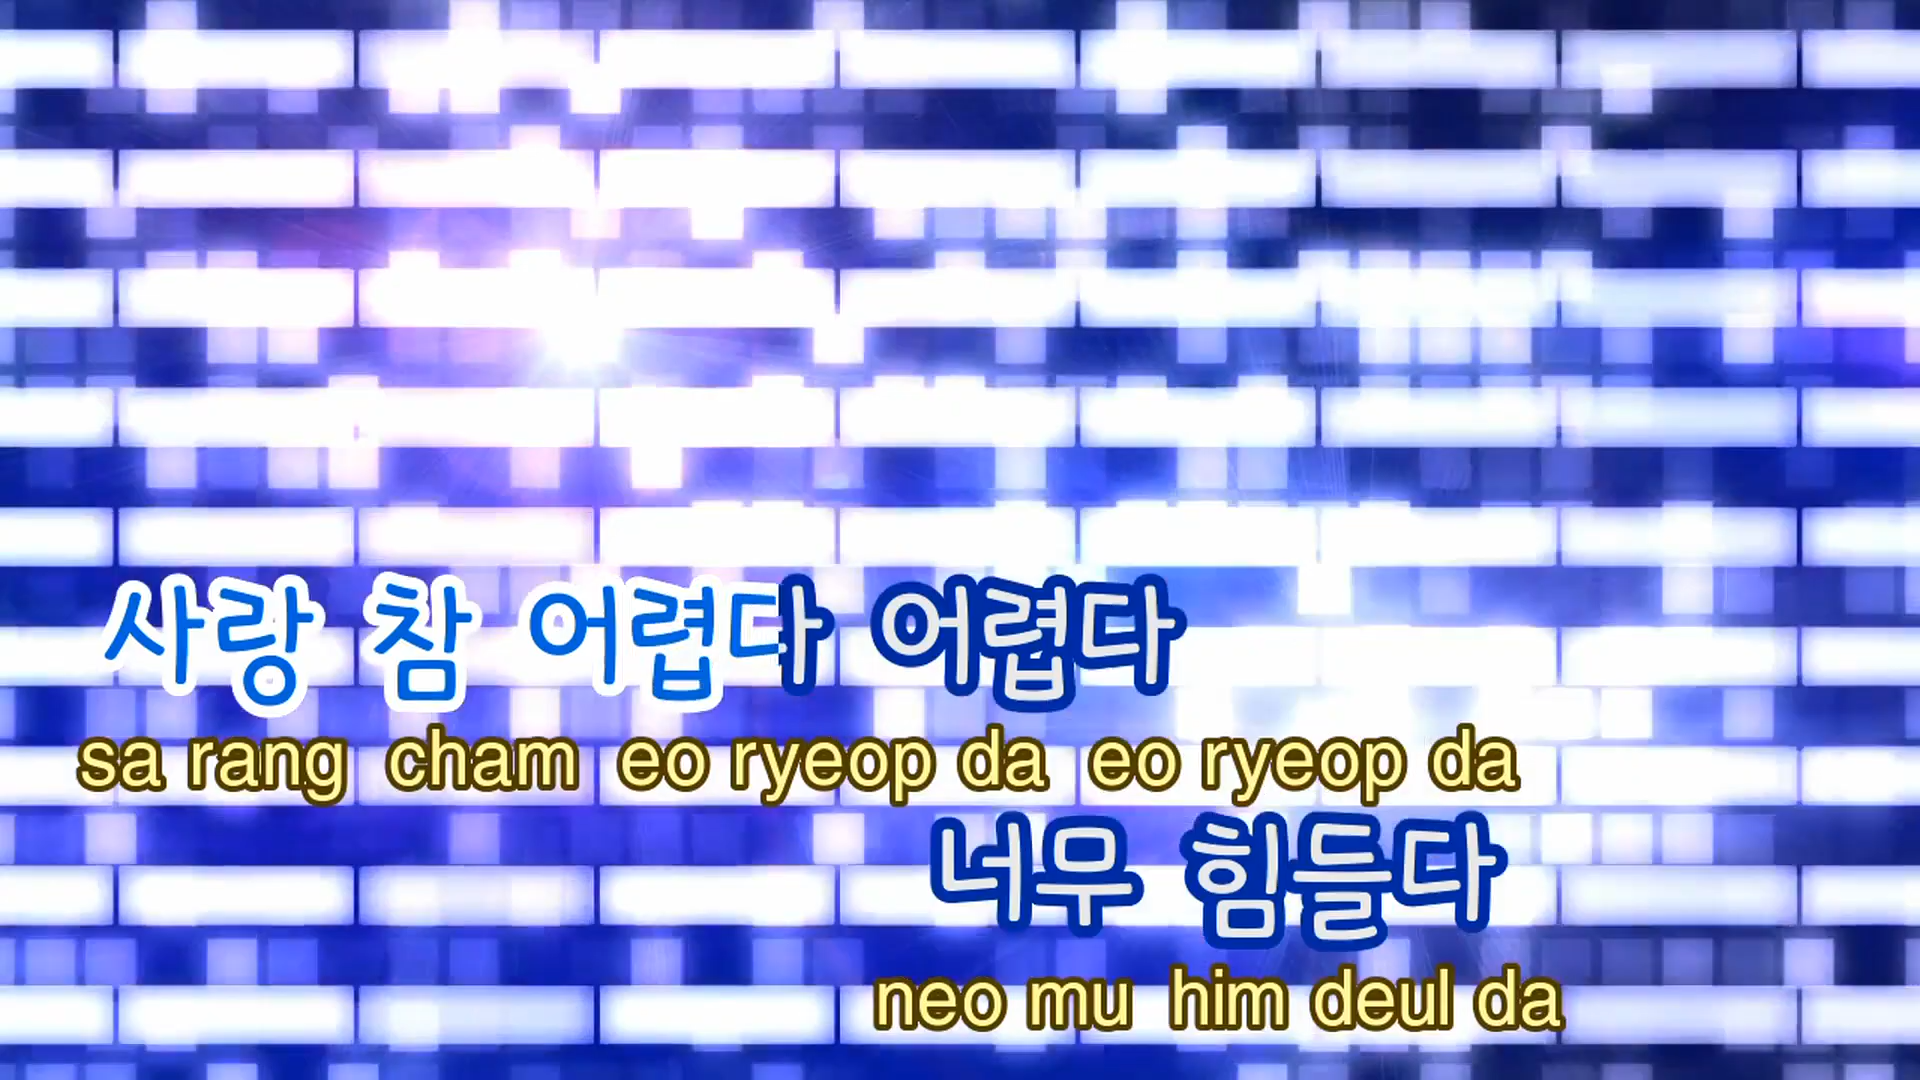 사랑 참 어렵다 어렵다
sa rang cham eo ryeop da eo ryeop da
너무 힘들다
neo mu him deul da